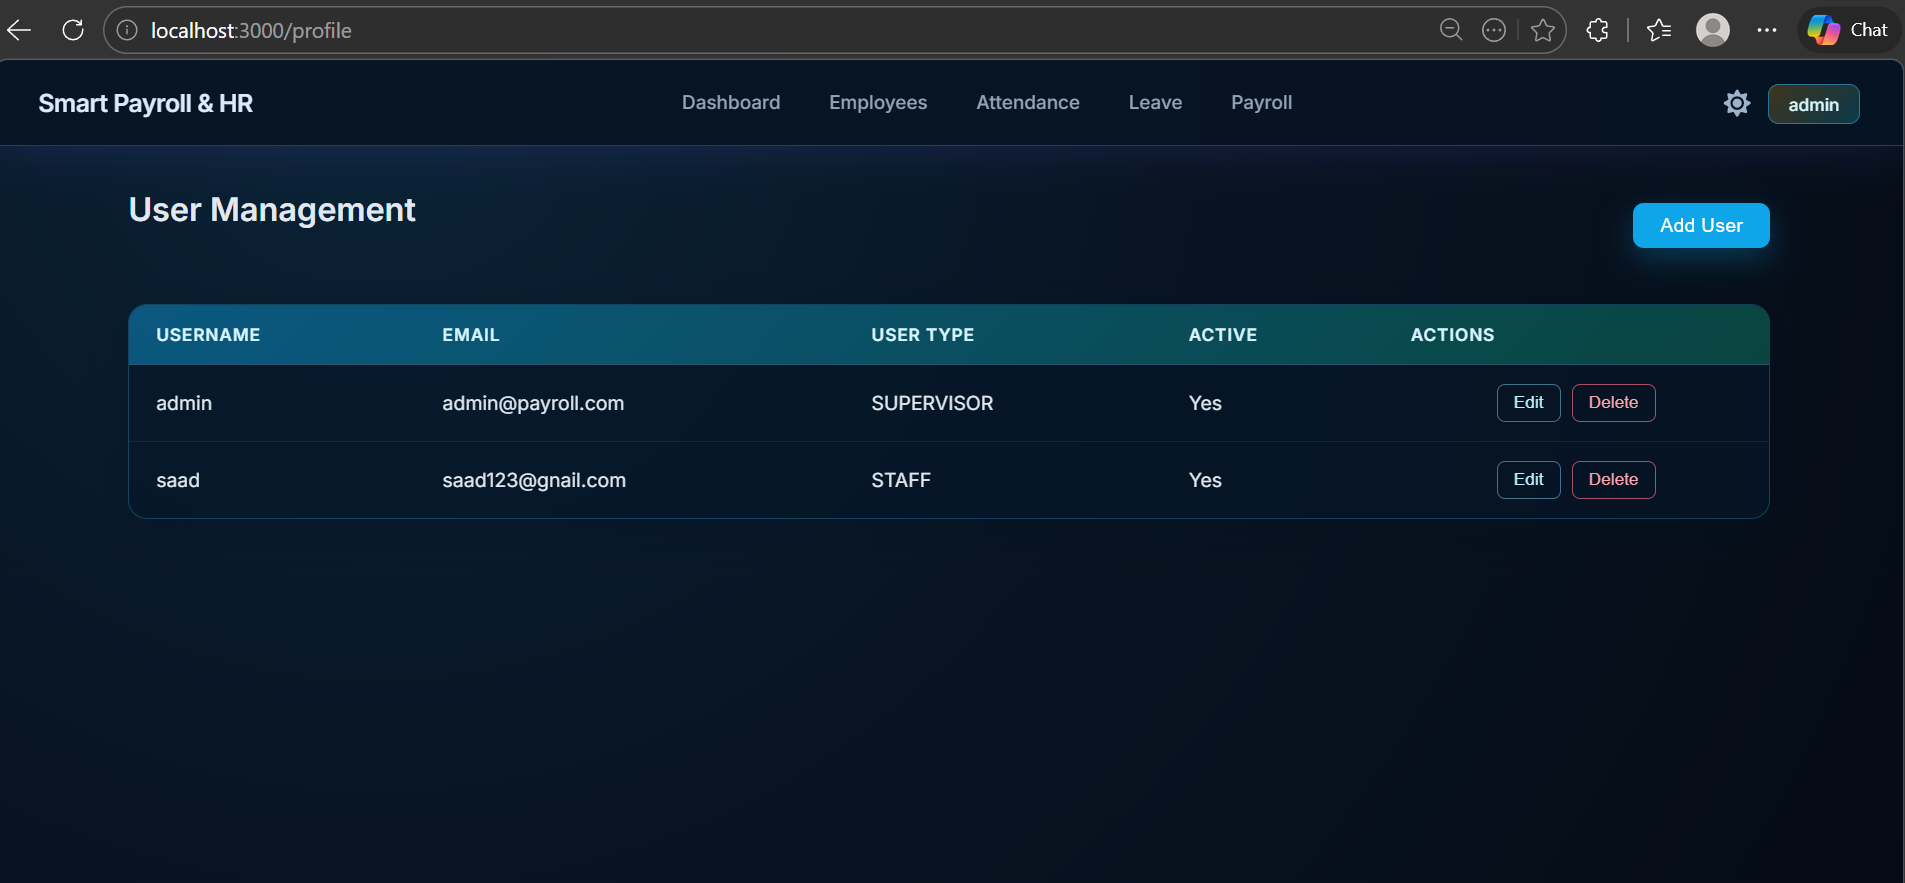 localhost:3000/profile
Chat
Smart Payroll & HR
Dashboard
Employees
Attendance
Leave
Payroll
admin
User Management
Add User
USERNAME EMAIL USER TYPE ACTIVE ACTIONS
admin admin@payroll.com SUPERVISOR Yes Edit Delete
saad saad123@gnail.com STAFF Yes Edit Delete